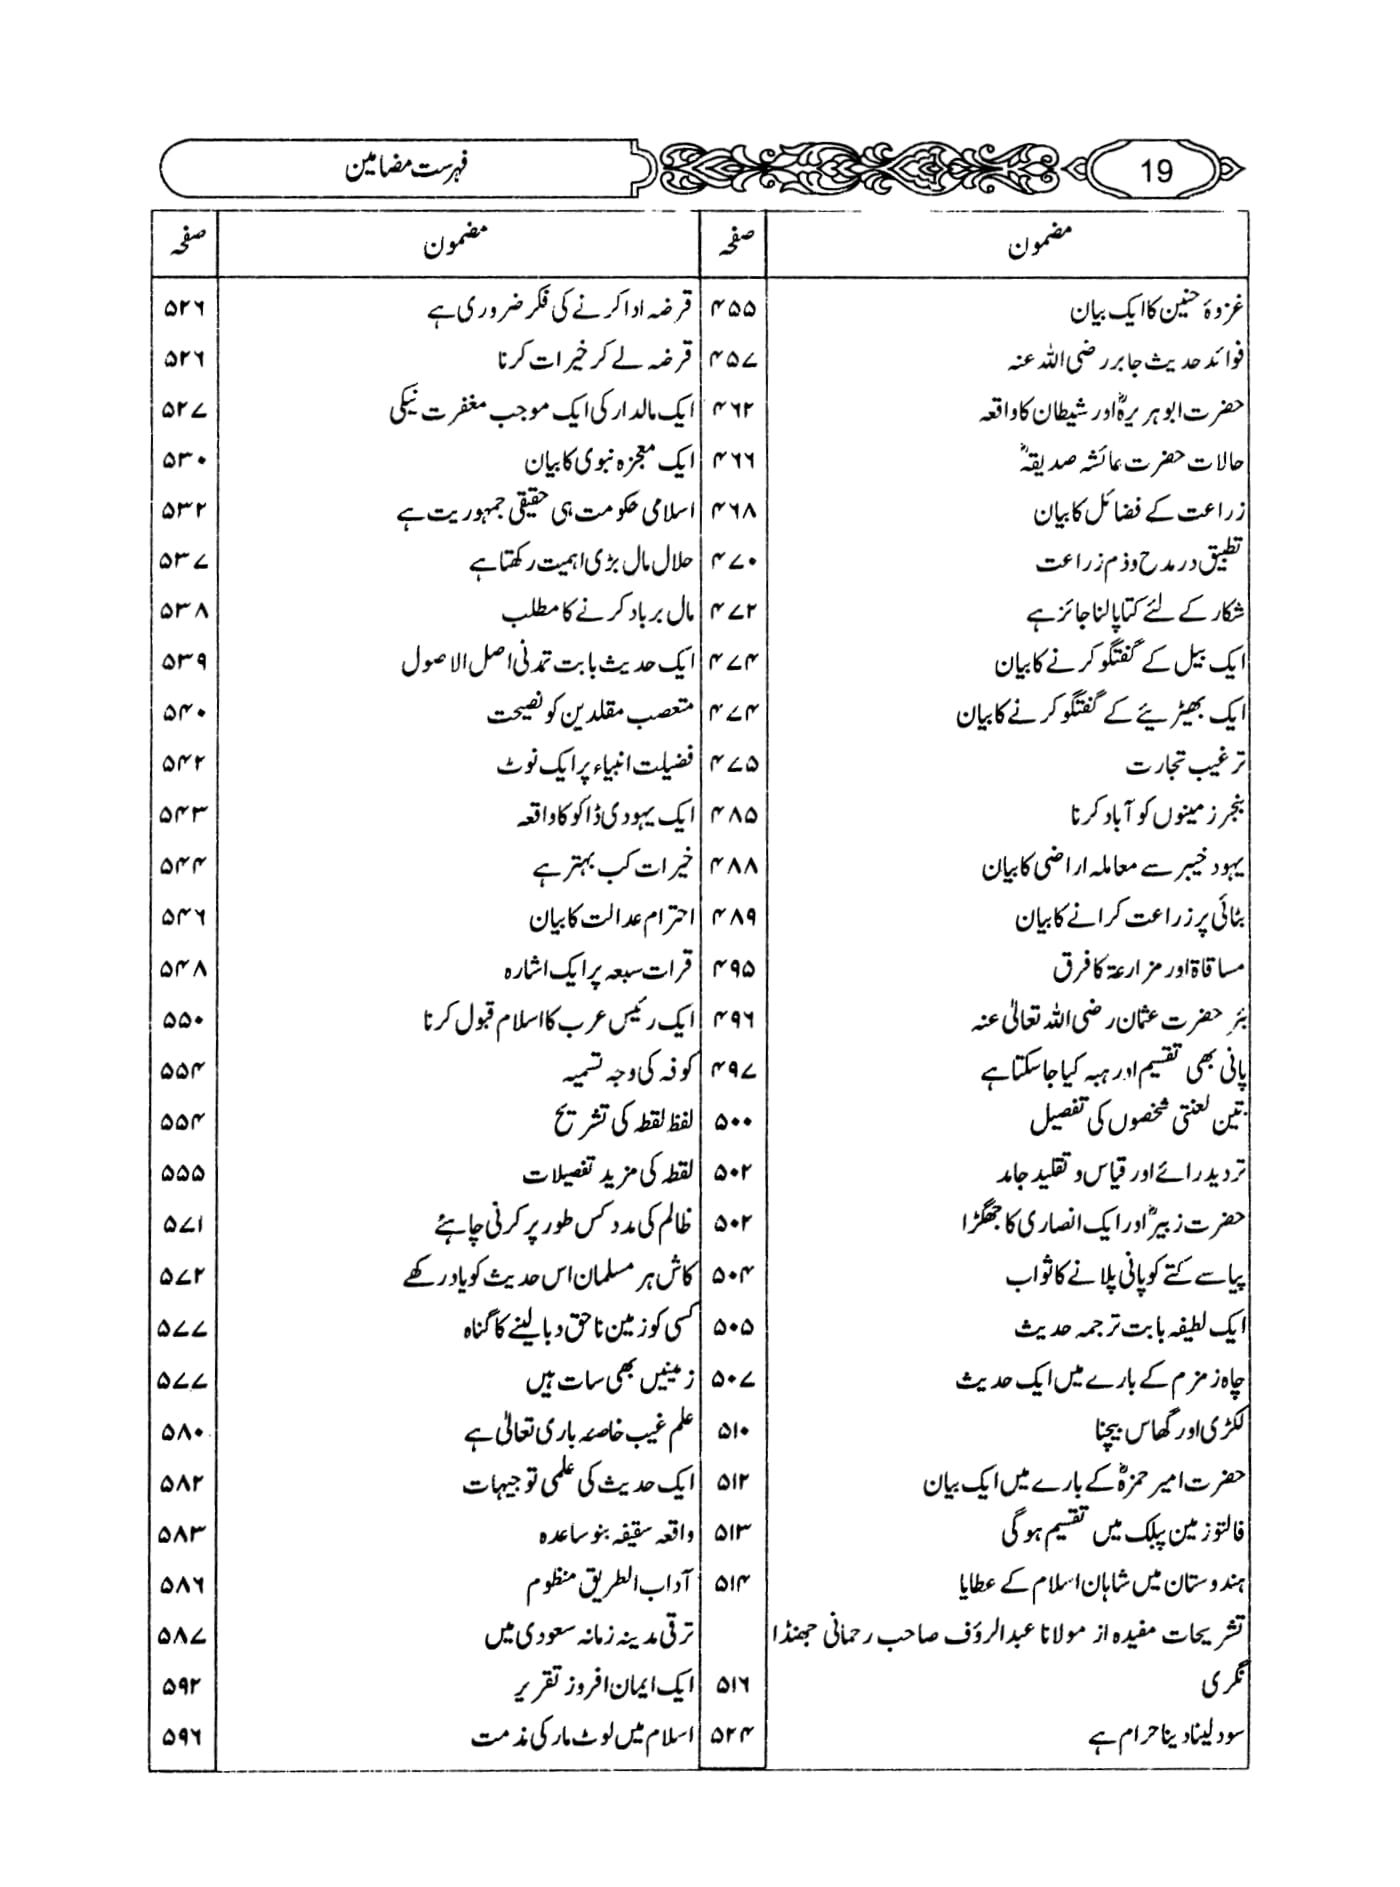 19
فہرست مضامین
مضمون صفحہ
غزوۂ حنین کا ایک بیان ۴۵۵
فوائد حدیث جابر رضی اللہ عنہ ۴۵۷
حضرت ابو ہریرہؓ اور شیطان کا واقعہ ۴۶۲
حالات حضرت عائشہ صدیقہؓ ۴۶۶
زراعت کے فضائل کا بیان ۴۶۸
تطبیق در مدح و ذم زراعت ۴۷۰
شکار کے لئے کتا پالنا جائز ہے ۴۷۲
ایک بیل کے گفتگو کرنے کا بیان ۴۷۴
ایک بھیڑیئے کے گفتگو کرنے کا بیان ۴۷۴
ترغیب تجارت ۴۷۵
بنجر زمینوں کو آباد کرنا ۴۸۵
یہود خیبر سے معاملہ اراضی کا بیان ۴۸۸
بٹائی پر زراعت کرانے کا بیان ۴۸۹
مساقاۃ اور مزارعۃ کا فرق ۴۹۵
بئر حضرت عثمان رضی اللہ تعالیٰ عنہ ۴۹۶
پانی بھی تقسیم اور ہبہ کیا جا سکتا ہے ۴۹۷
تین لعنتی شخصوں کی تفصیل ۵۰۰
تردید رائے اور قیاس و تقلید جامد ۵۰۲
حضرت زبیرؓ اور ایک انصاری کا جھگڑا ۵۰۲
پیاسے کتے کو پانی پلانے کا ثواب ۵۰۴
ایک لطیفہ بابت ترجمہ حدیث ۵۰۵
چاہ زمزم کے بارے میں ایک حدیث ۵۰۷
لکڑی اور گھاس بیچنا ۵۱۰
حضرت امیر حمزہؓ کے بارے میں ایک بیان ۵۱۲
فالتو زمین پبلک میں تقسیم ہو گی ۵۱۳
ہندوستان میں شاہان اسلام کے عطایا ۵۱۴
تشریحات مفیدہ از مولانا عبدالرؤف صاحب رحمانی جھنڈا
نگری ۵۱۶
سود لینا دینا حرام ہے ۵۲۴
مضمون صفحہ
قرضہ ادا کرنے کی فکر ضروری ہے ۵۲۶
قرضہ لے کر خیرات کرنا ۵۲۶
ایک مالدار کی ایک موجب مغفرت نیکی ۵۲۷
ایک معجزہ نبوی کا بیان ۵۳۰
اسلامی حکومت ہی حقیقی جمہوریت ہے ۵۳۲
حلال مال بڑی اہمیت رکھتا ہے ۵۳۷
مال برباد کرنے کا مطلب ۵۳۸
ایک حدیث بابت تمدنی اصل الاصول ۵۳۹
متعصب مقلدین کو نصیحت ۵۴۰
فضیلت انبیاء پر ایک نوٹ ۵۴۲
ایک یہودی ڈاکو کا واقعہ ۵۴۳
خیرات کب بہتر ہے ۵۴۴
احترام عدالت کا بیان ۵۴۶
قرات سبعہ پر ایک اشارہ ۵۴۸
ایک رئیس عرب کا اسلام قبول کرنا ۵۵۰
کوفہ کی وجہ تسمیہ ۵۵۴
لفظ لقطہ کی تشریح ۵۵۴
لقطہ کی مزید تفصیلات ۵۵۵
ظالم کی مدد کس طور پر کرنی چاہئے ۵۷۱
کاش ہر مسلمان اس حدیث کو یاد رکھے ۵۷۲
کسی کو زمین ناحق دبا لینے کا گناہ ۵۷۷
زمینیں بھی سات ہیں ۵۷۷
علم غیب خاصہ باری تعالیٰ ہے ۵۸۰
ایک حدیث کی علمی توجیہات ۵۸۲
واقعہ سقیفہ بنو ساعدہ ۵۸۳
آداب الطریق منظوم ۵۸۶
ترقی مدینہ زمانہ سعودی میں ۵۸۷
ایک ایمان افروز تقریر ۵۹۲
اسلام میں لوٹ مار کی مذمت ۵۹۶